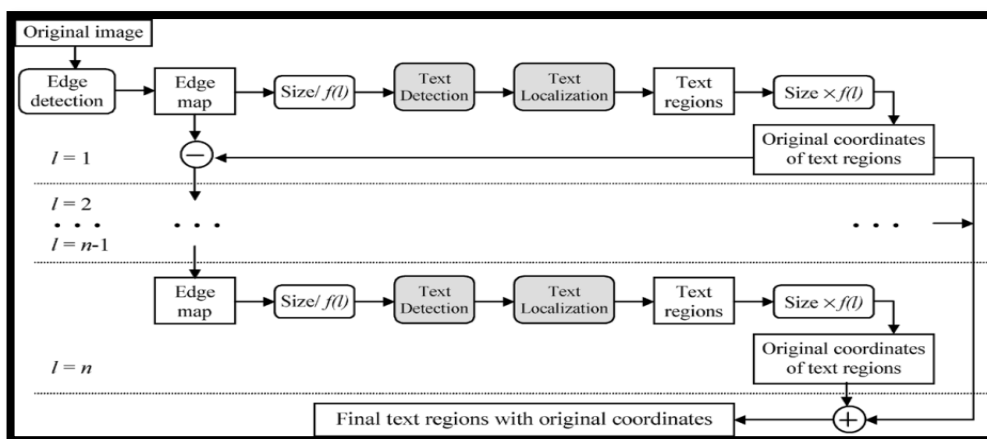 Original image
Edge
detection
Edge
map
Size/ f(l)
Text
Detection
Text
Localization
Text
regions
Size × f(l)
Original coordinates
of text regions
−
l = 1
l = 2
. . .
. . .
. . .
l = n-1
Edge
map
Size/ f(l)
Text
Detection
Text
Localization
Text
regions
Size × f(l)
Original coordinates
of text regions
l = n
Final text regions with original coordinates
+